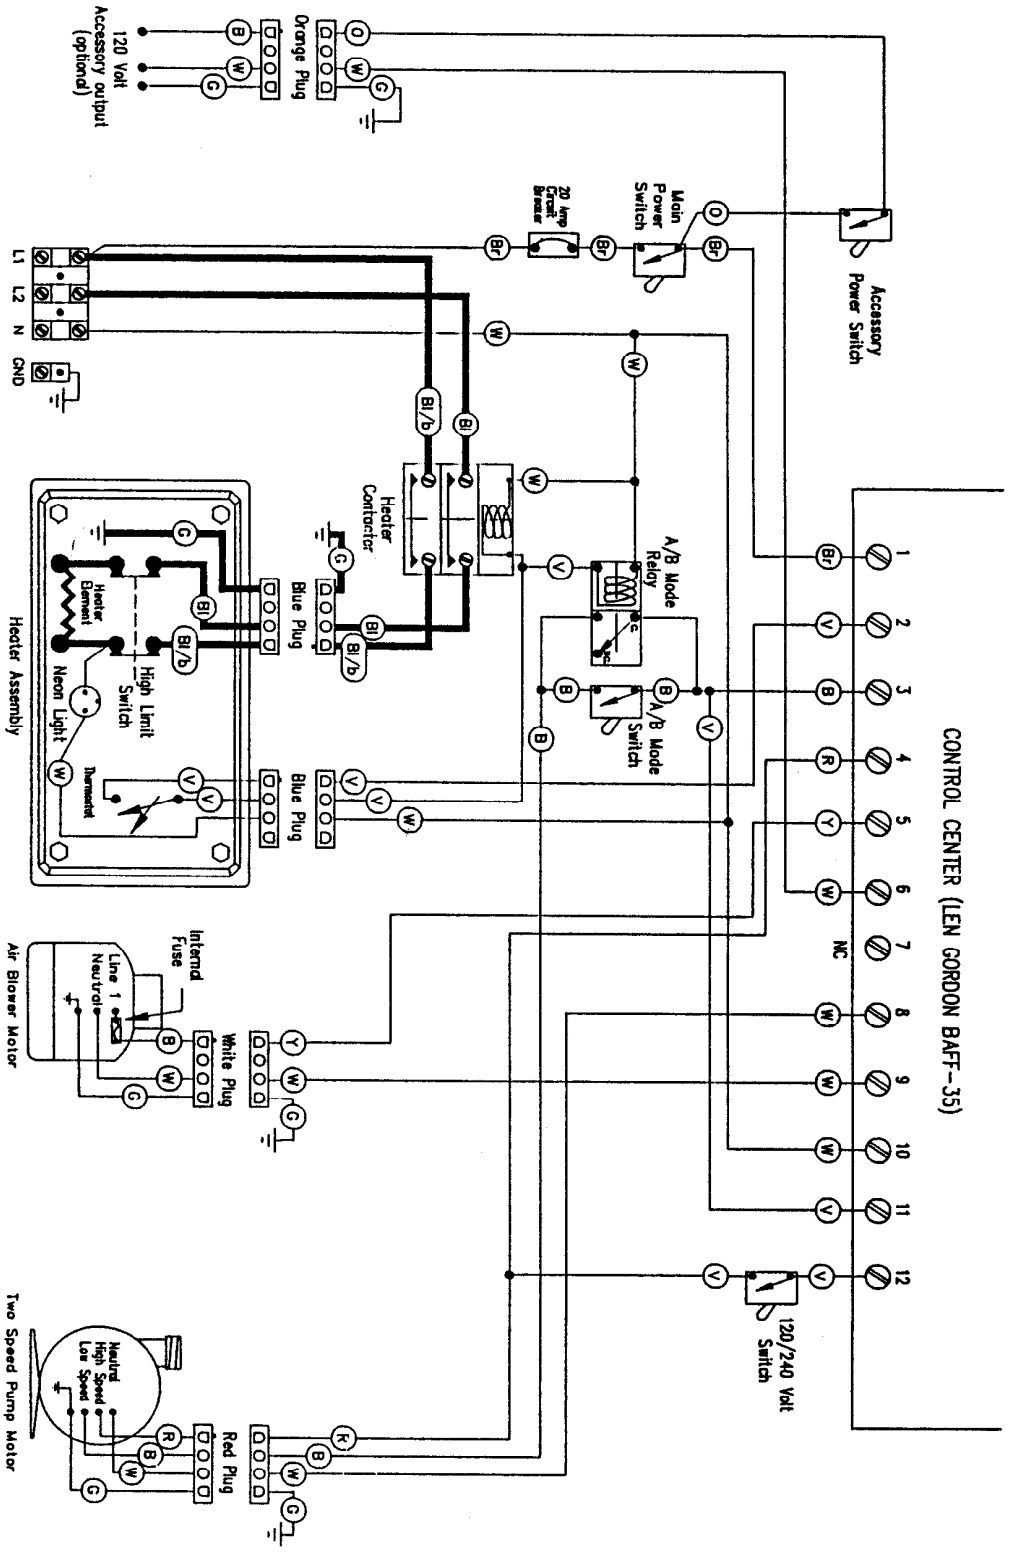 CONTROL CENTER (LEN GORDON BAFF-35)
1
2
3
4
5
6
7
8
9
10
11
12
Br
V
B
R
Y
W
NC
W
W
W
V
V
120/240 Volt
Switch
V
Accessory
Power Switch
O
Main
Power
Switch
Br
Br
20 Amp
Circuit
Breaker
Br
O
W
G
Orange Plug
B
W
G
120 Volt
Accessory output
(optional)
L1
L2
N
GND
W
W
W
A/B Mode
Relay
C
NC
V
A/B Mode
Switch
B
B
B
V
Bl/b
Bl
Heater
Contactor
G
Bl
Bl/b
Blue Plug
G
Bl
Bl/b
Heater
Element
High Limit
Switch
Neon Light
W
Thermostat
V
V
Blue Plug
V
V
W
Heater Assembly
Internal
Fuse
Line 1
Neutral
B
W
G
White Plug
Y
W
G
Air Blower Motor
Neutral
High Speed
Low Speed
R
B
W
G
Red Plug
R
B
W
G
Two Speed Pump Motor